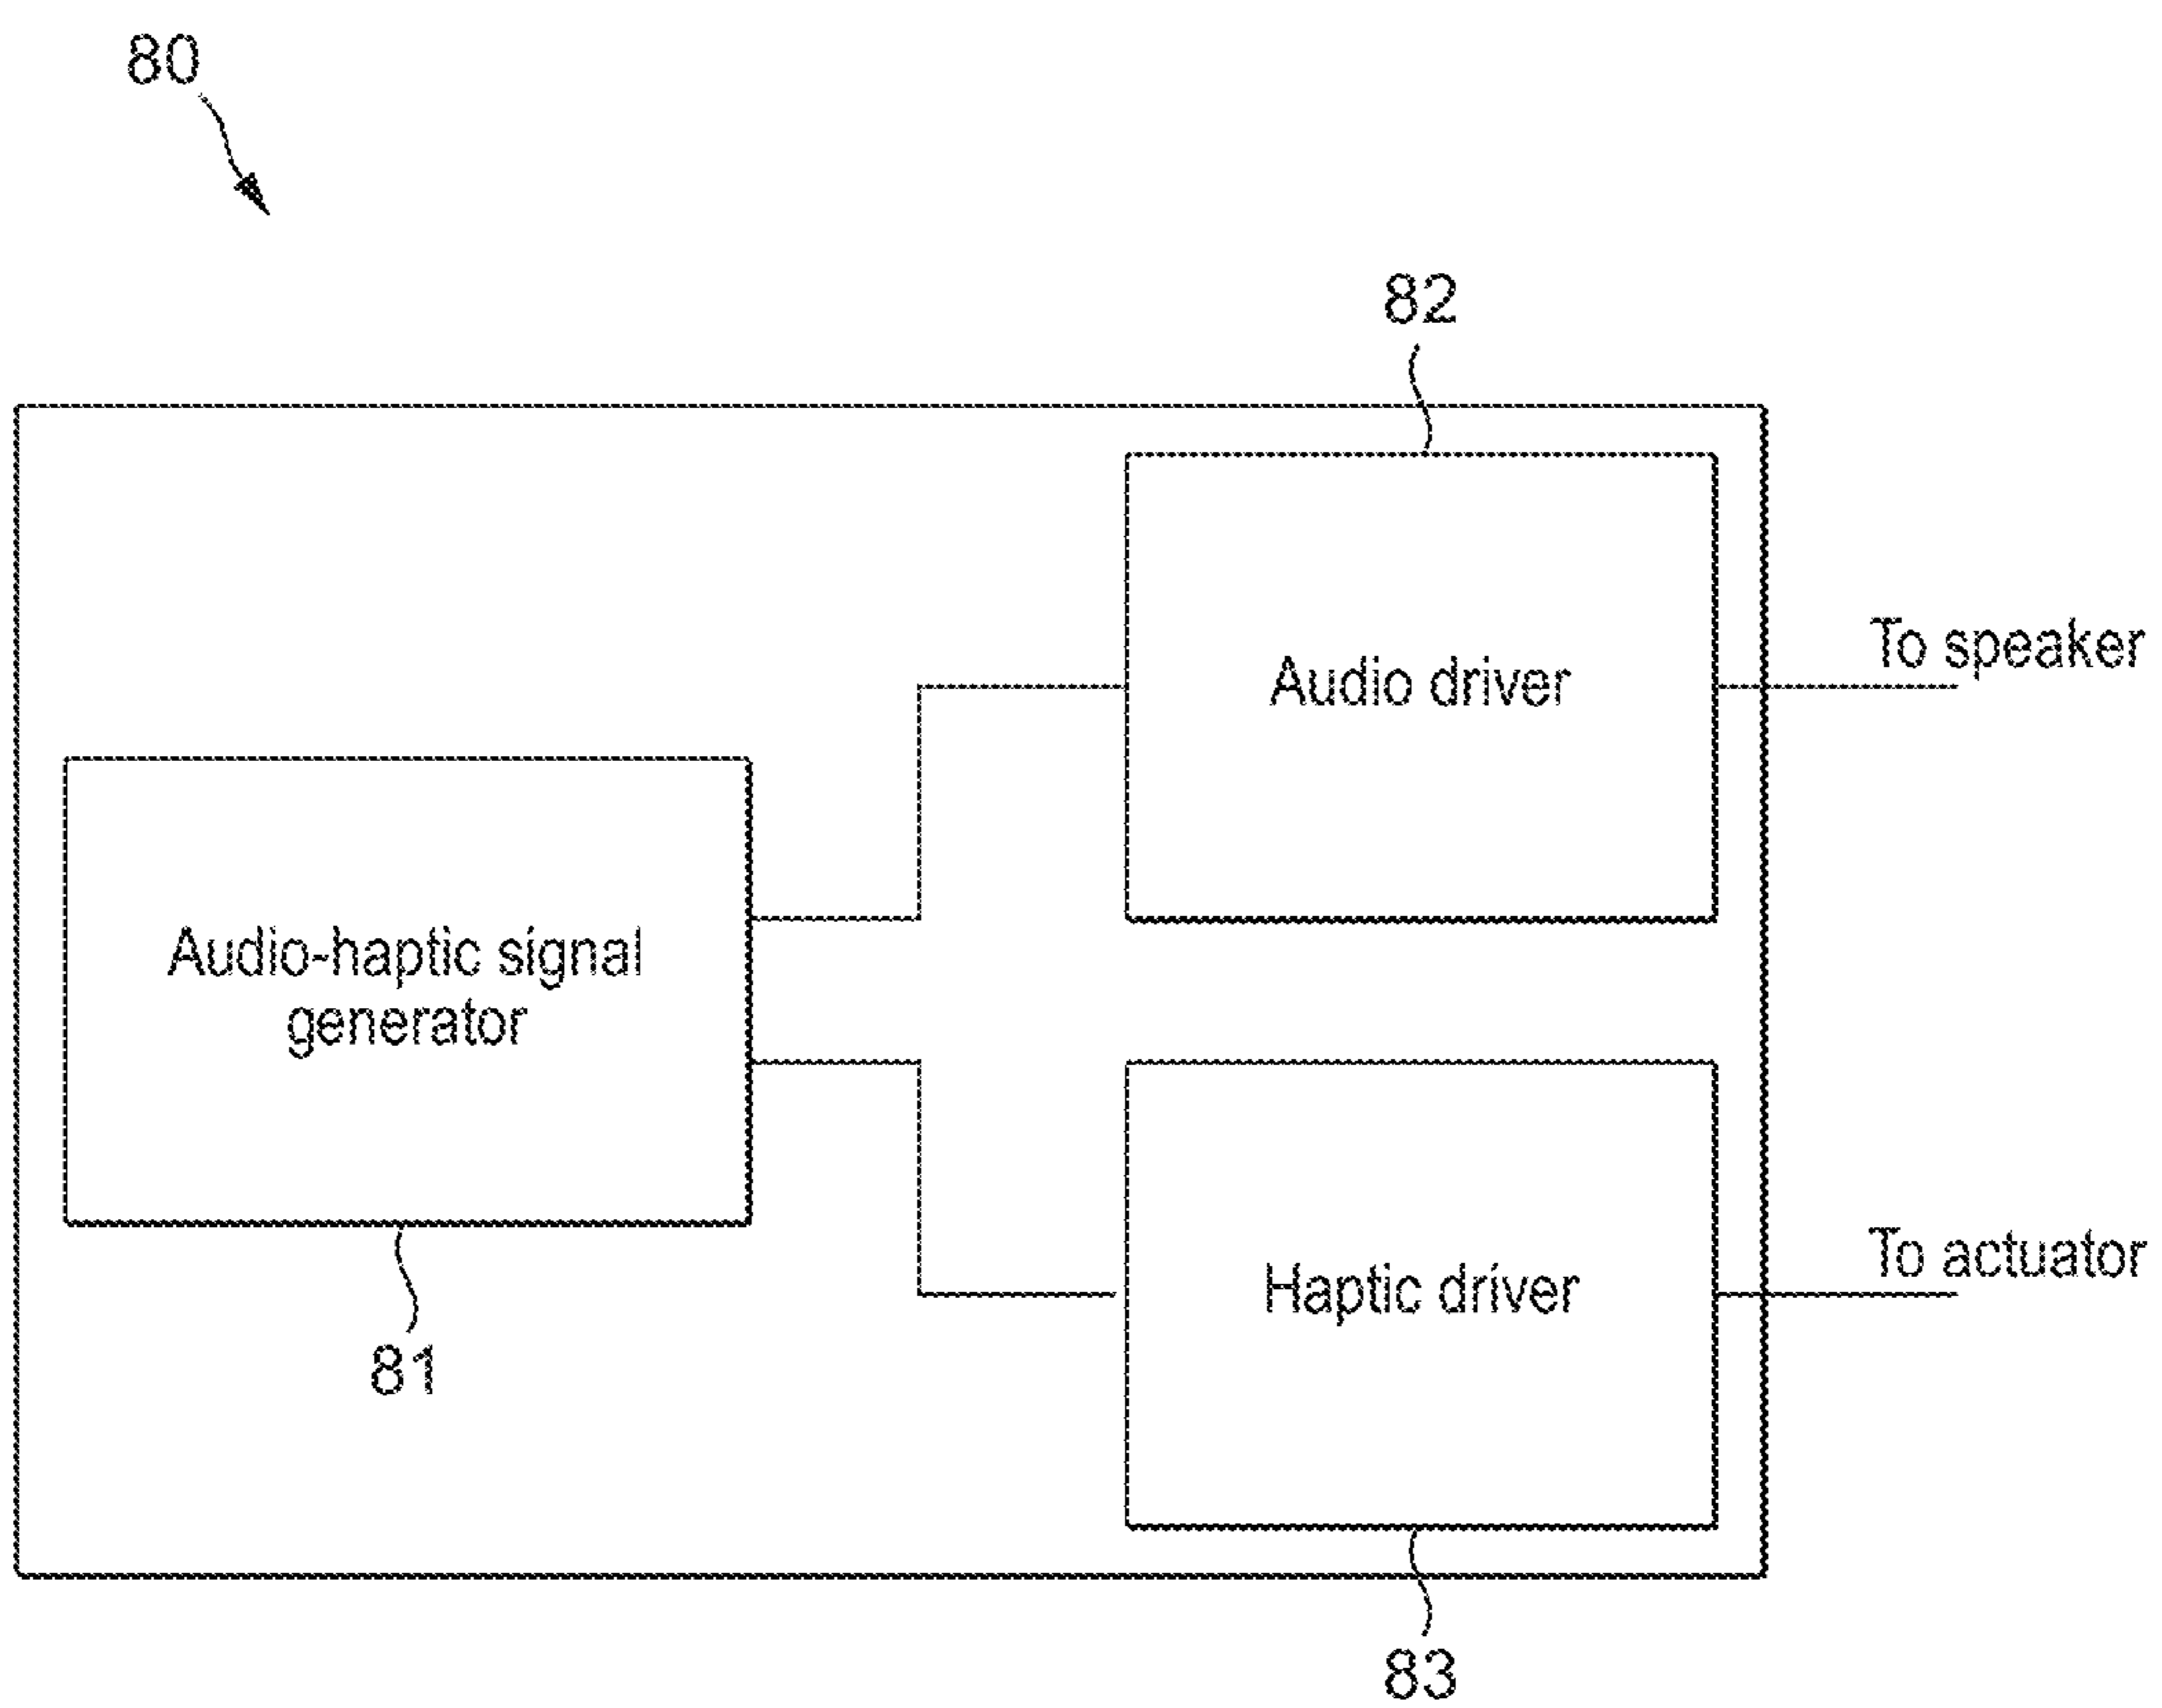 80
82
Audio driver
To speaker
Audio-haptic signal
generator
81
Haptic driver
To actuator
83